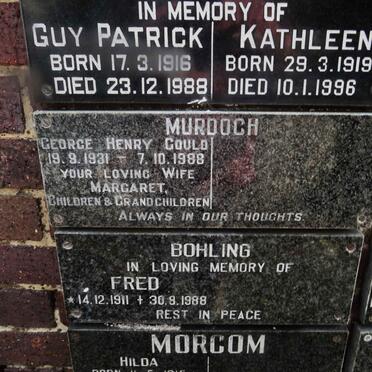 IN MEMORY OF
GUY PATRICK KATHLEEN
BORN 17.3.1916 BORN 29.3.1919
DIED 23.12.1988 DIED 10.1.1996
MURDOCH
GEORGE HENRY GOULD
19.9.1931 - 7.10.1988
YOUR LOVING WIFE
MARGARET,
CHILDREN & GRANDCHILDREN
ALWAYS IN OUR THOUGHTS
BOHLING
IN LOVING MEMORY OF
FRED
*14.12.1911 + 30.9.1988
REST IN PEACE
MORCOM
HILDA